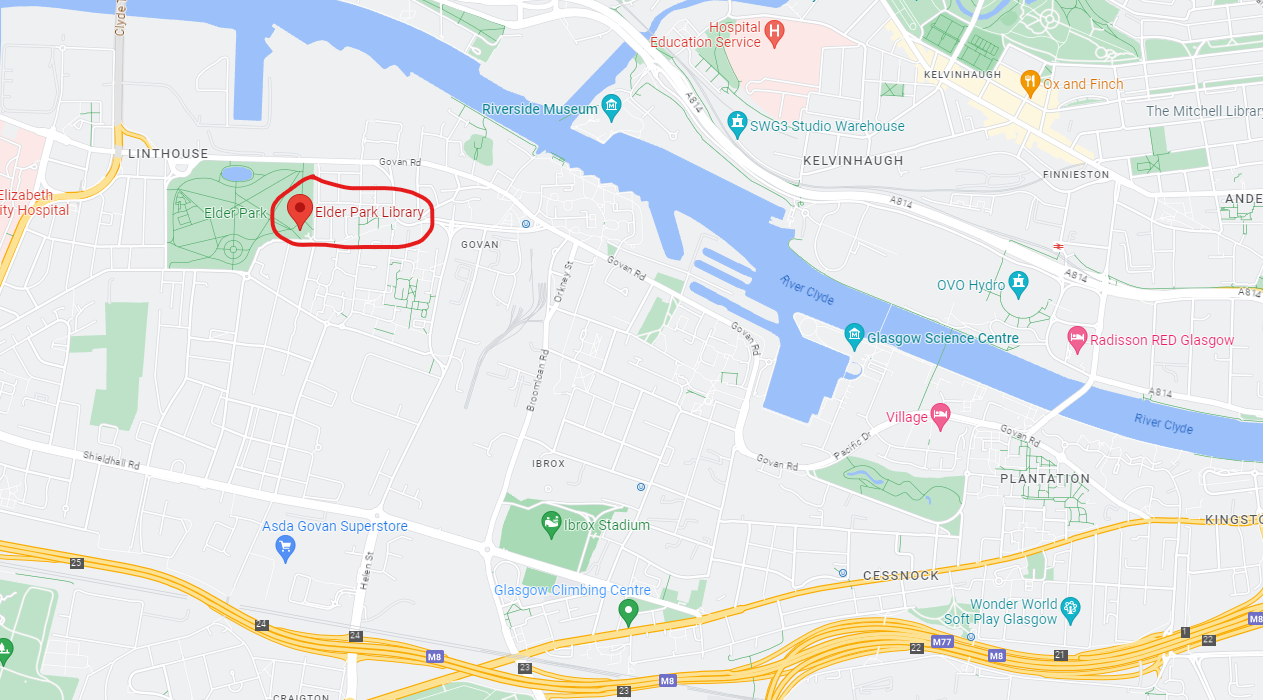 Clyde T
Hospital
Education Service
KELVINHAUGH
Ox and Finch
Riverside Museum
A814
The Mitchell Library
SWG3 Studio Warehouse
LINTHOUSE
Govan Rd
KELVINHAUGH
FINNIESTON
Elizabeth
ity Hospital
Elder Park
Elder Park Library
A814
ANDE
GOVAN
Govan Rd
Orkney St
River Clyde
OVO Hydro
A814
A814
Govan Rd
Glasgow Science Centre
Radisson RED Glasgow
Broomloan Rd
A814
Village
River Clyde
Pacific Dr
Govan Rd
Shieldhall Rd
IBROX
Govan Rd
PLANTATION
Asda Govan Superstore
Ibrox Stadium
KINGSTO
25
Helen St
Glasgow Climbing Centre
CESSNOCK
Wonder World
Soft Play Glasgow
24
24
M8
23
M8
23
M77
22
M8
21
1
22
M8
CRAIGTON